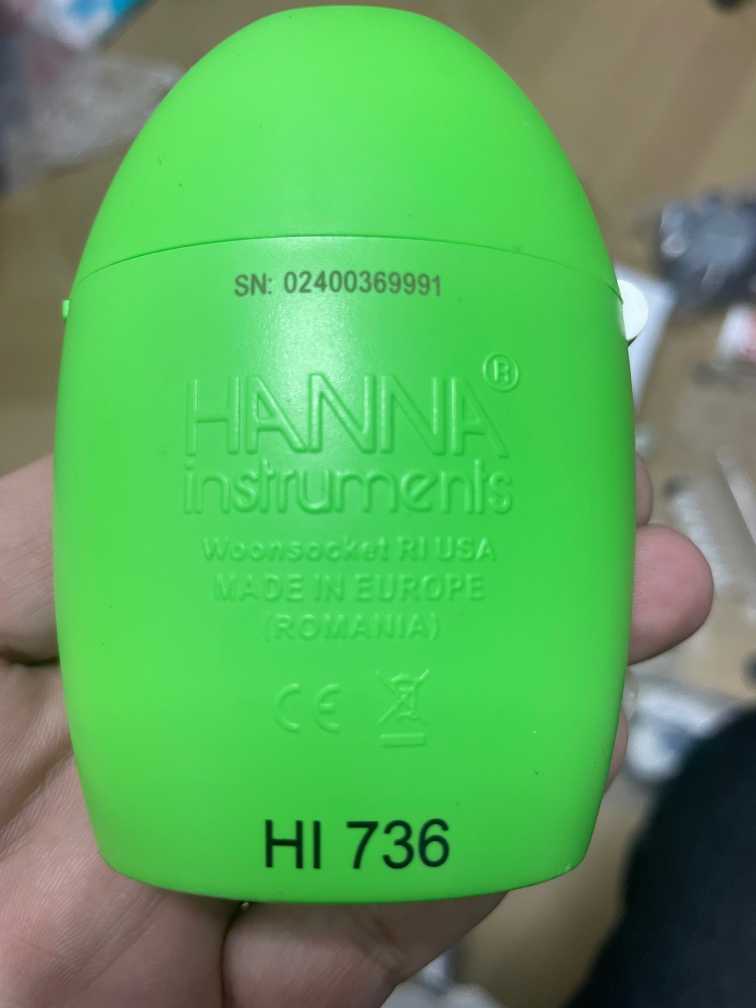 SN: 02400369991
HANNA®
instruments
Woonsocket RI USA
MADE IN EUROPE
(ROMANIA)
CE
HI 736